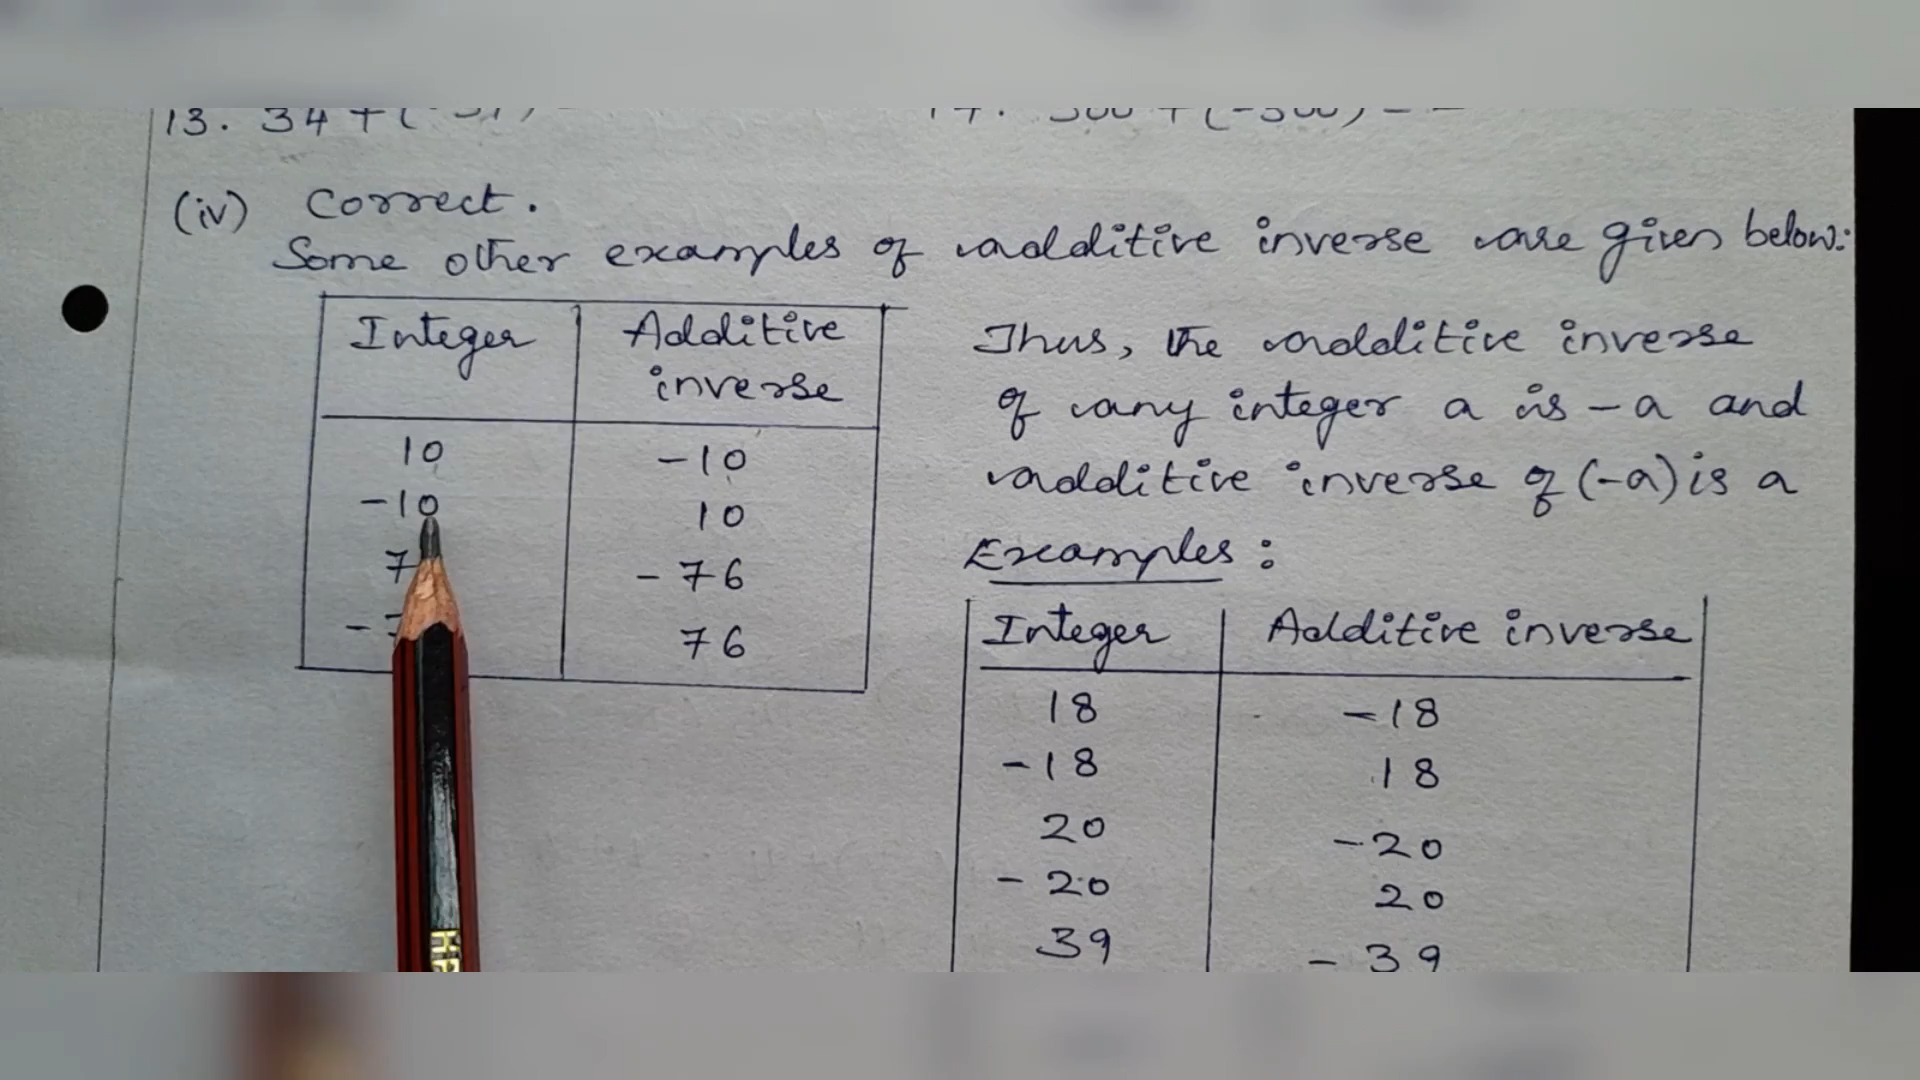 13. 34 + (
(iv) Correct.
Some other examples of additive inverse are given below:
Integer Additive inverse
10 -10
-10 10
7 -76
- 76
Thus, the additive inverse
of any integer a is -a and
additive inverse of (-a) is a
Examples:
Integer Additive inverse
18 -18
-18 18
20 -20
-20 20
39 -39